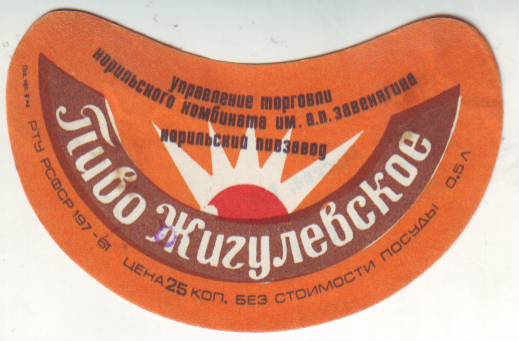 управление торговли
норильского комбината им. В.П. Завенягина
норильский пивзавод
Пиво Жигулевское
РТУ РСФСР 197-61 ЦЕНА 25 КОП. БЕЗ СТОИМОСТИ ПОСУДЫ 0,5 Л